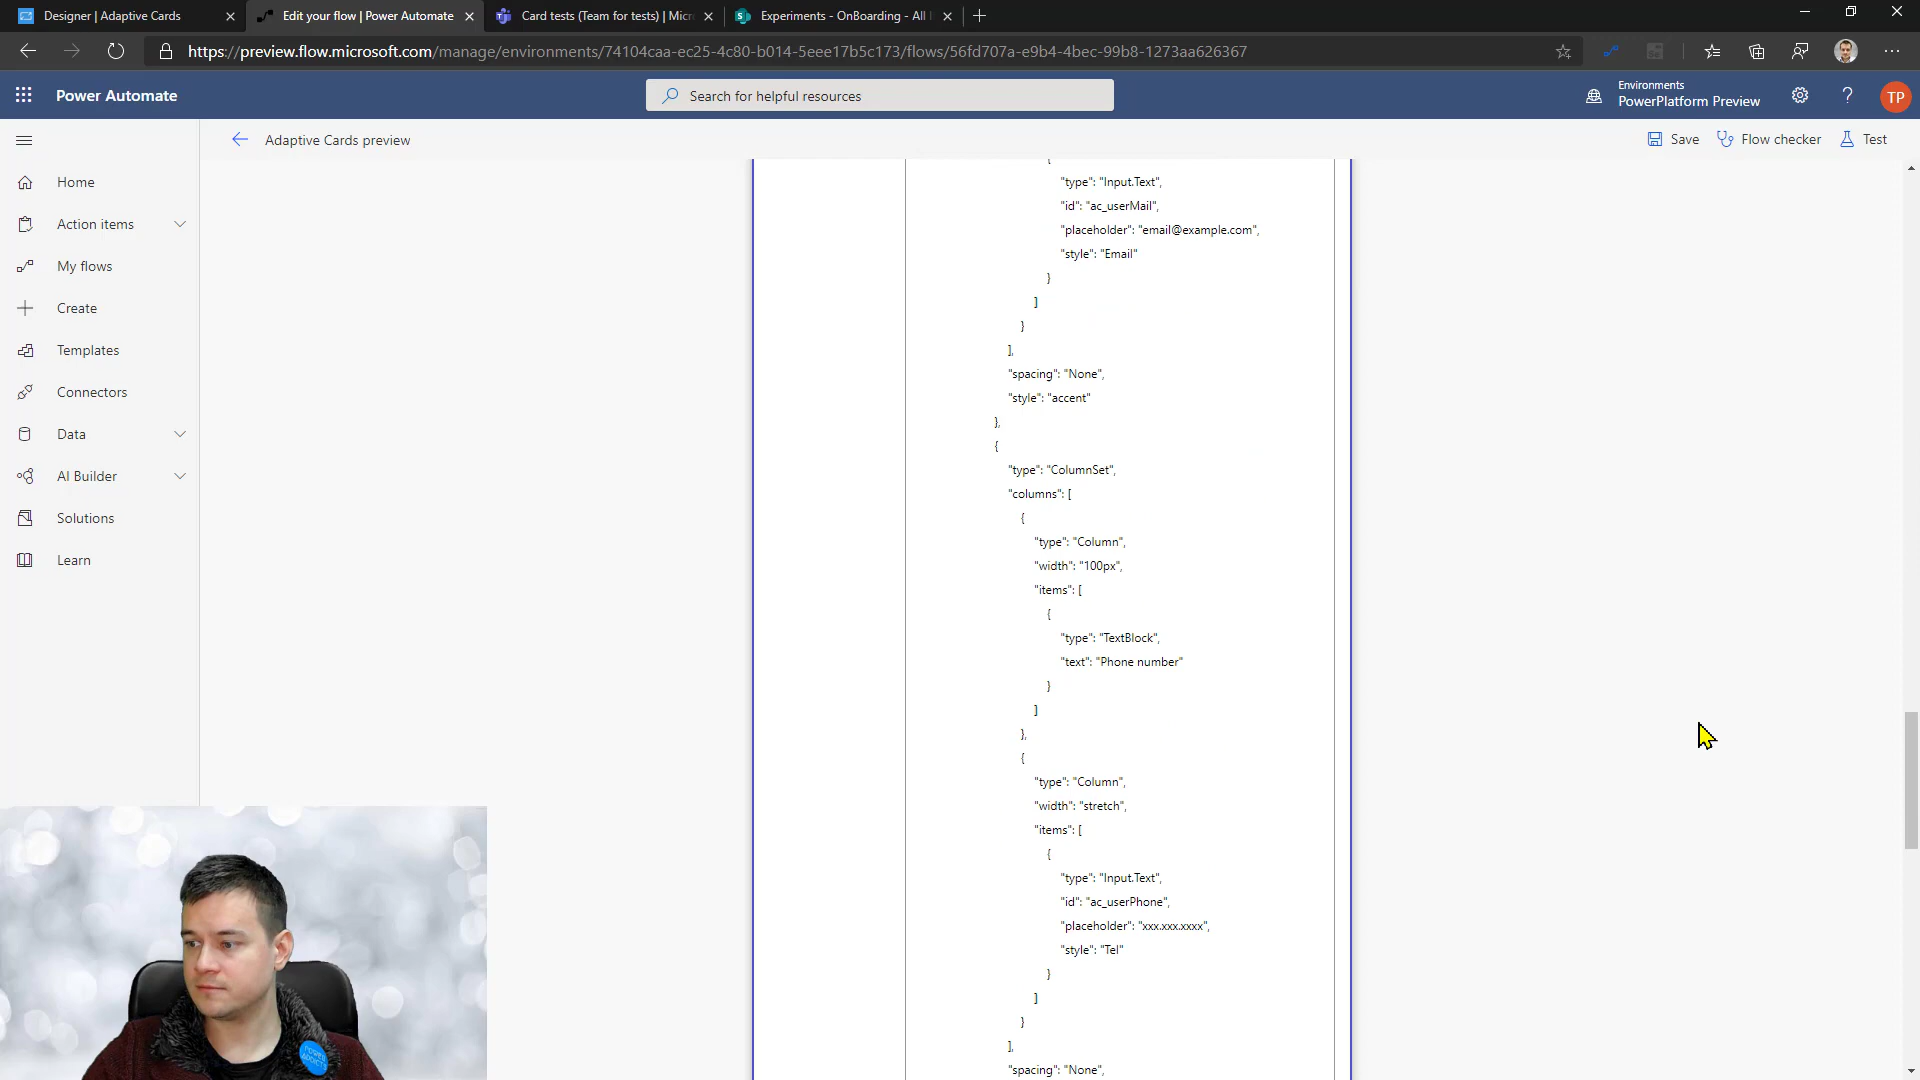 Designer | Adaptive Cards
Edit your flow | Power Automate
Card tests (Team for tests) | Micr
Experiments - OnBoarding - All I
https://preview.flow.microsoft.com/manage/environments/74104caa-ec25-4c80-b014-5eee17b5c173/flows/56fd707a-e9b4-4bec-99b8-1273aa626367
Power Automate
Search for helpful resources
Environments
PowerPlatform Preview
?
TP
Adaptive Cards preview
Save
Flow checker
Test
Home
Action items
My flows
Create
Templates
Connectors
Data
AI Builder
Solutions
Learn
{
"type": "Input.Text",
"id": "ac_userMail",
"placeholder": "email@example.com",
"style": "Email"
}
]
}
],
"spacing": "None",
"style": "accent"
},
{
"type": "ColumnSet",
"columns": [
{
"type": "Column",
"width": "100px",
"items": [
{
"type": "TextBlock",
"text": "Phone number"
}
]
},
{
"type": "Column",
"width": "stretch",
"items": [
{
"type": "Input.Text",
"id": "ac_userPhone",
"placeholder": "xxx.xxx.xxxx",
"style": "Tel"
}
]
}
],
"spacing": "None",
POWER
ADDICTS